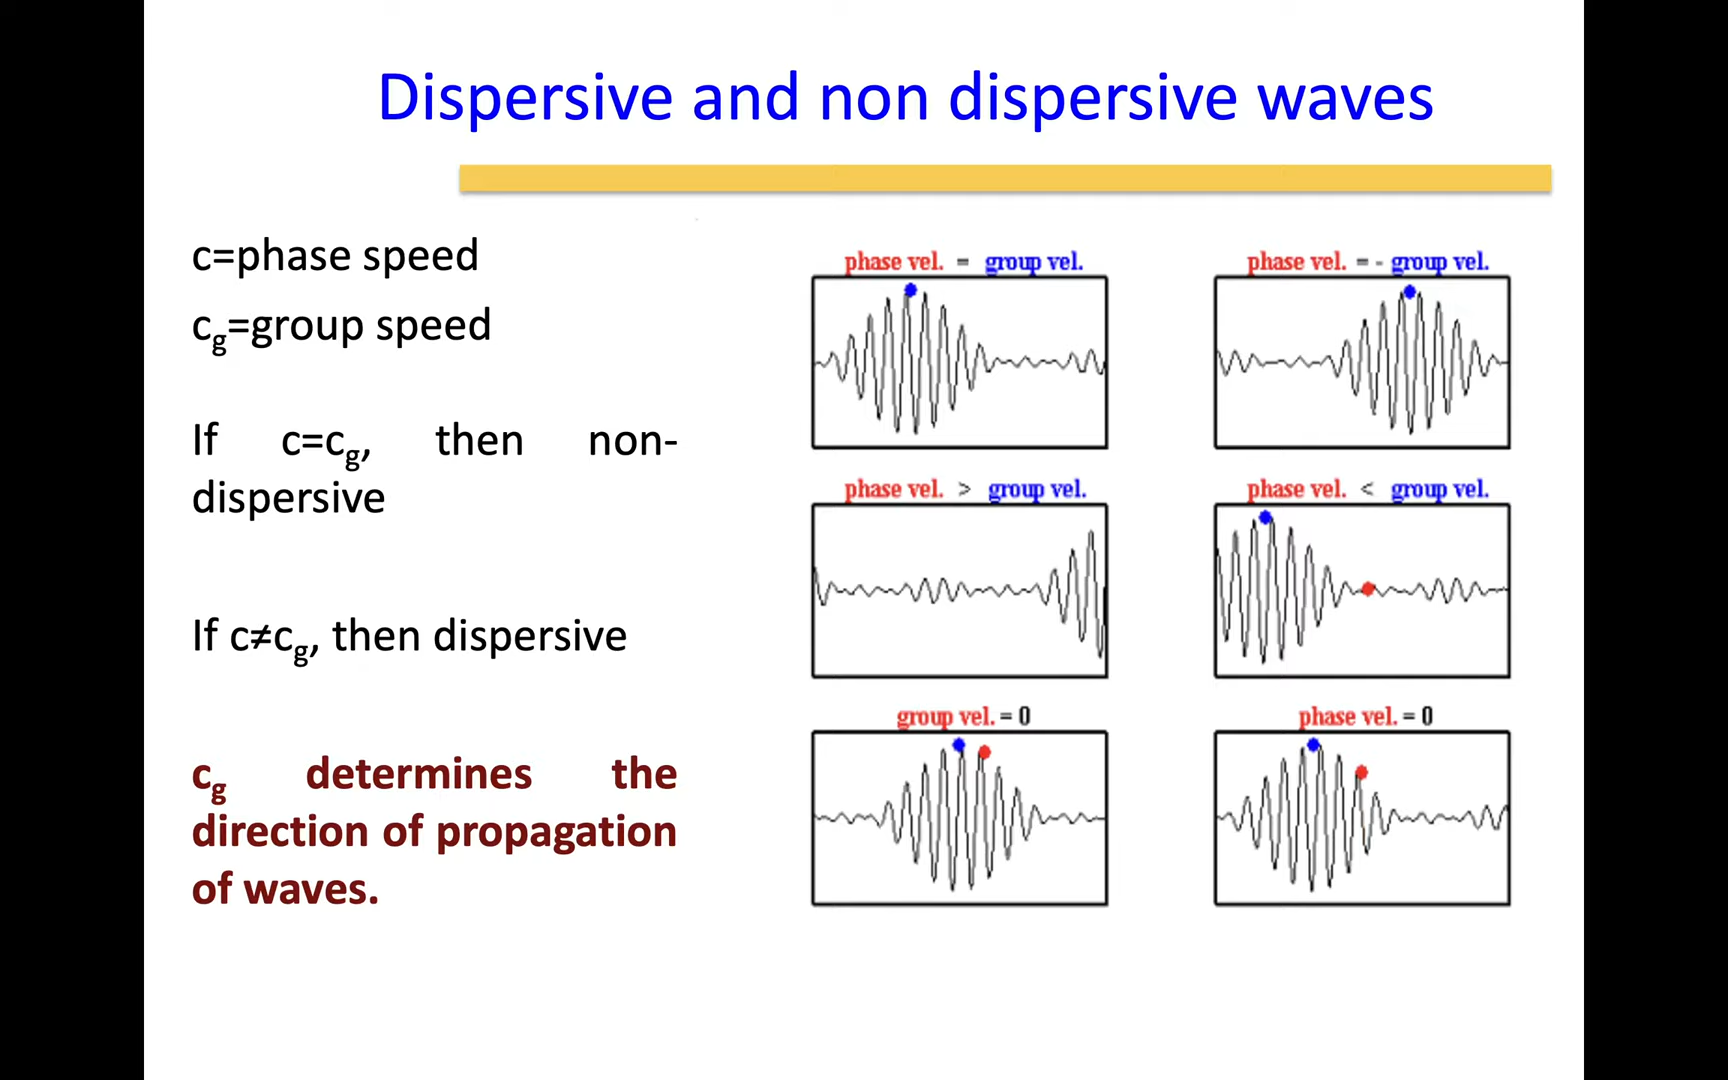 Dispersive and non dispersive waves
c=phase speed
cg=group speed
If c=cg, then non-
dispersive
If c≠cg, then dispersive
cg determines the
direction of propagation
of waves.
phase vel. = group vel.
phase vel. = - group vel.
phase vel. > group vel.
phase vel. < group vel.
group vel. = 0
phase vel. = 0